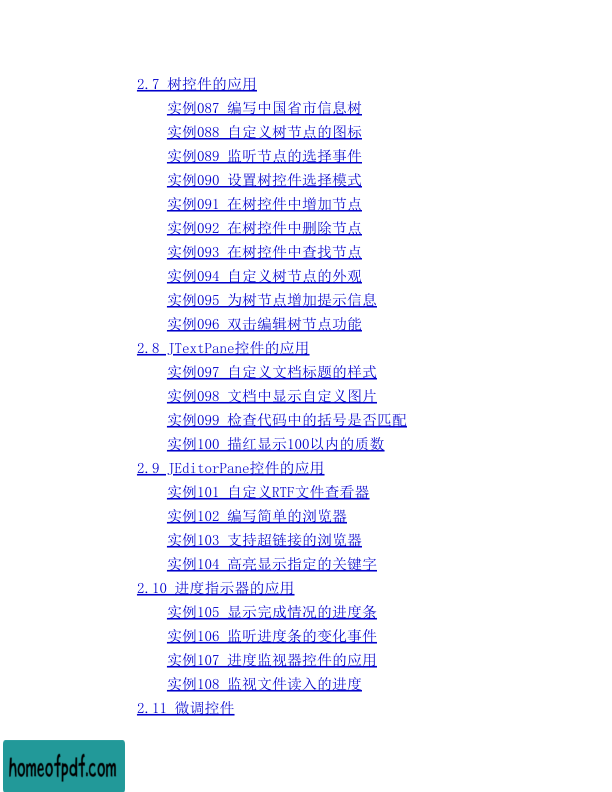 2.7 树控件的应用
实例087 编写中国省市信息树
实例088 自定义树节点的图标
实例089 监听节点的选择事件
实例090 设置树控件选择模式
实例091 在树控件中增加节点
实例092 在树控件中删除节点
实例093 在树控件中查找节点
实例094 自定义树节点的外观
实例095 为树节点增加提示信息
实例096 双击编辑树节点功能
2.8 JTextPane控件的应用
实例097 自定义文档标题的样式
实例098 文档中显示自定义图片
实例099 检查代码中的括号是否匹配
实例100 描红显示100以内的质数
2.9 JEditorPane控件的应用
实例101 自定义RTF文件查看器
实例102 编写简单的浏览器
实例103 支持超链接的浏览器
实例104 高亮显示指定的关键字
2.10 进度指示器的应用
实例105 显示完成情况的进度条
实例106 监听进度条的变化事件
实例107 进度监视器控件的应用
实例108 监视文件读入的进度
2.11 微调控件
homeofpdf.com